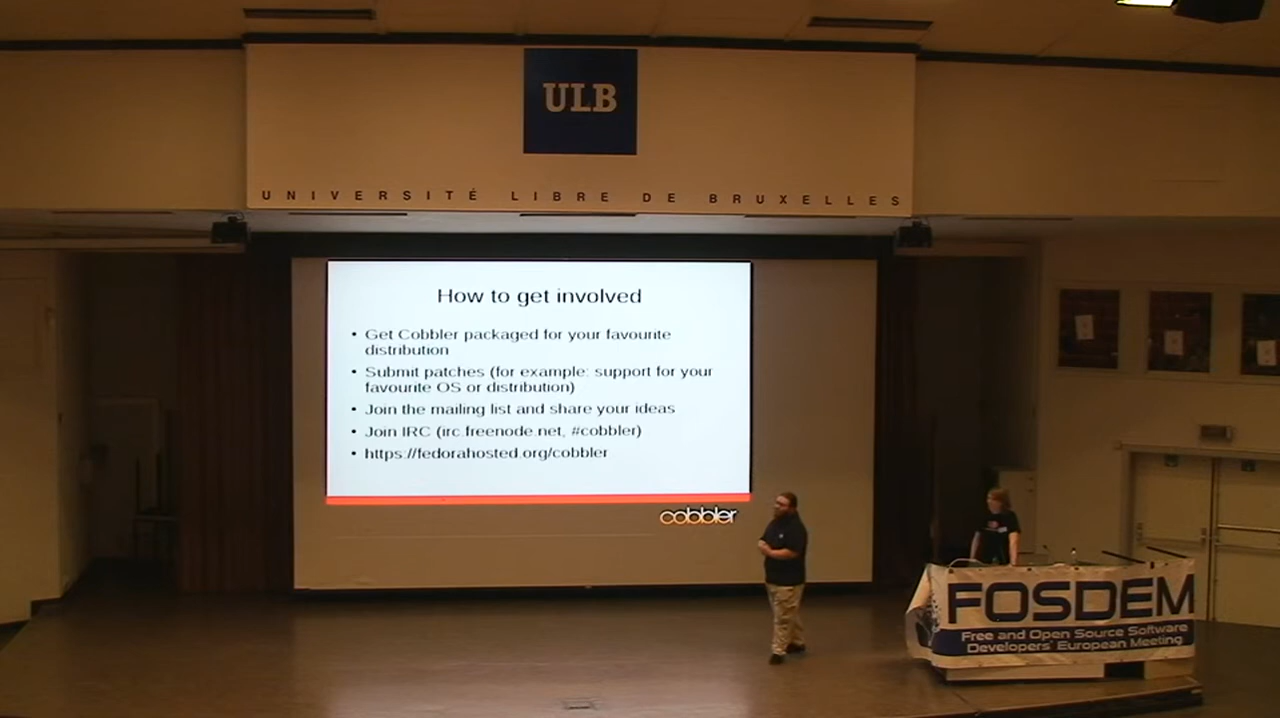 ULB
UNIVERSITÉ LIBRE DE BRUXELLES
How to get involved
• Get Cobbler packaged for your favourite
distribution
• Submit patches (for example: support for your
favourite OS or distribution)
• Join the mailing list and share your ideas
• Join IRC (irc.freenode.net, #cobbler)
• https://fedorahosted.org/cobbler
cobbler
FOSDEM
Free and Open Source Software
Developers' European Meeting